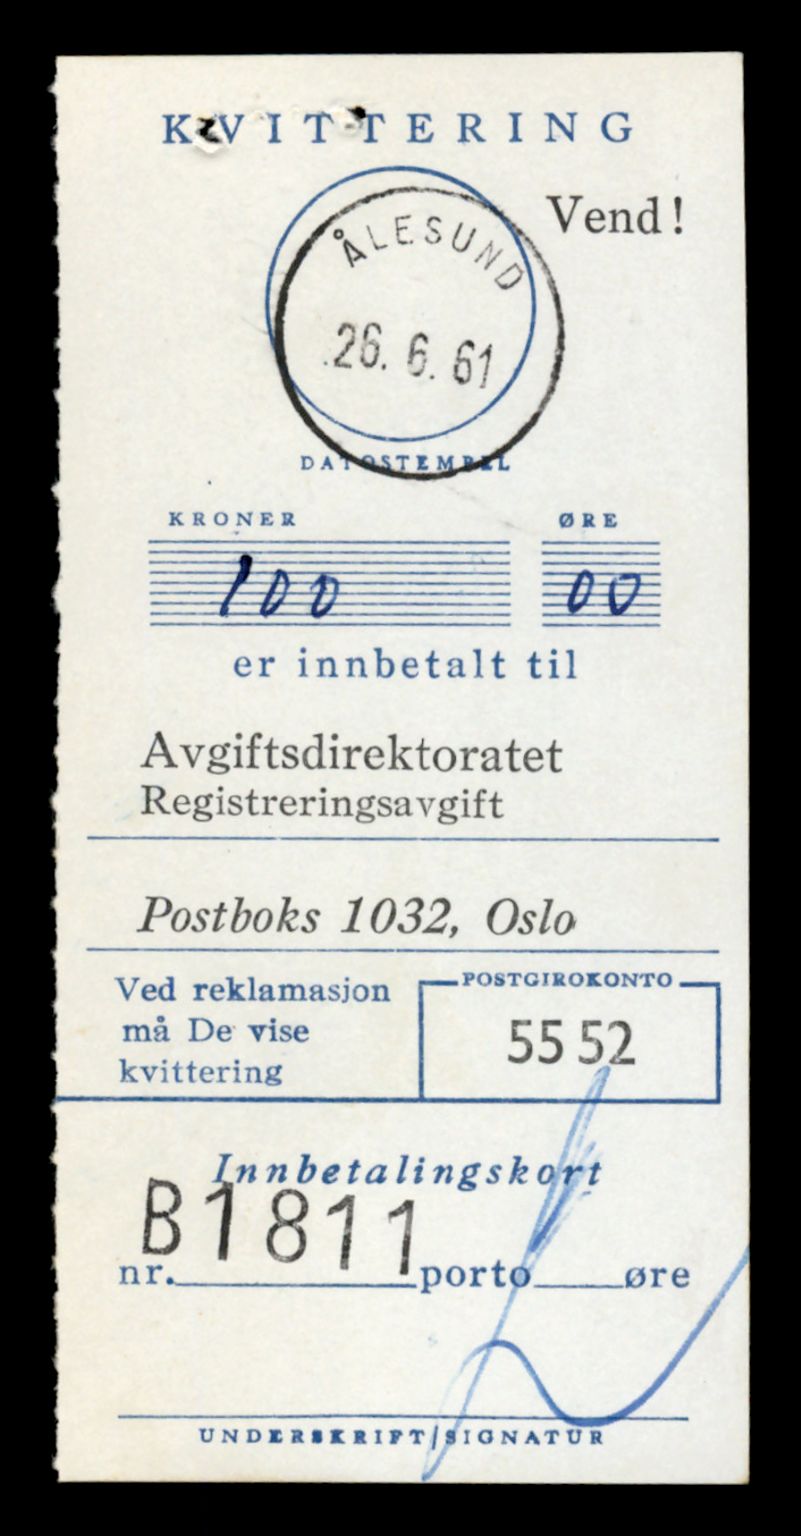 KVITTERING
Vend!
ÅLESUND
26. 6. 61
DATOSTEMPEL
KRONER ØRE
100 00
er innbetalt til
Avgiftsdirektoratet
Registreringsavgift
Postboks 1032, Oslo
Ved reklamasjon
må De vise
kvittering
POSTGIROKONTO
55 52
Innbetalingskort
B1811
nr. porto øre
UNDERSKRIFT/SIGNATUR